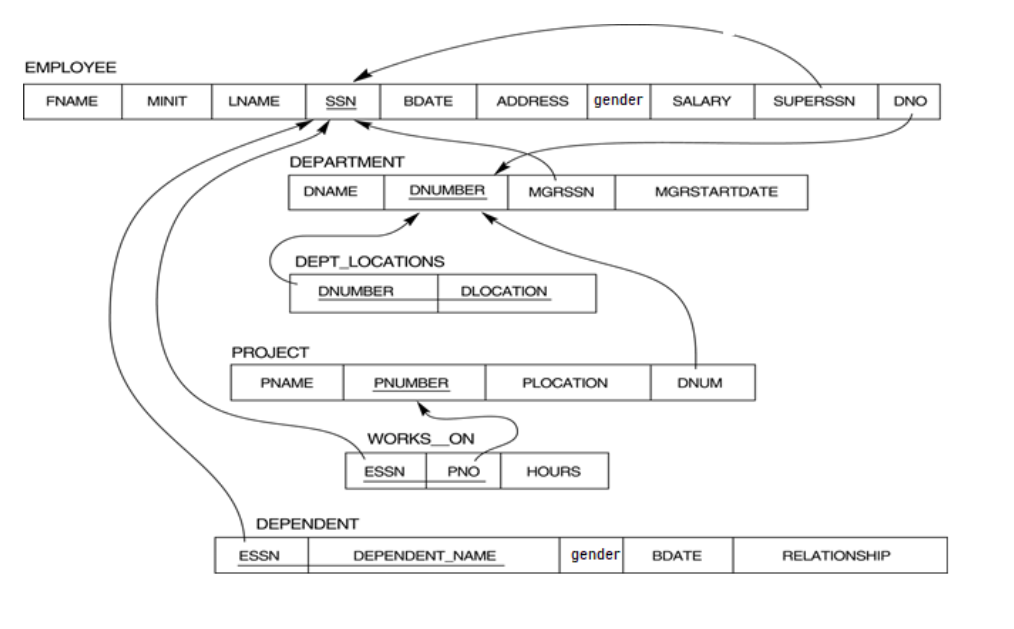 EMPLOYEE
FNAME MINIT LNAME SSN BDATE ADDRESS gender SALARY SUPERSSN DNO
DEPARTMENT
DNAME DNUMBER MGRSSN MGRSTARTDATE
DEPT_LOCATIONS
DNUMBER DLOCATION
PROJECT
PNAME PNUMBER PLOCATION DNUM
WORKS__ON
ESSN PNO HOURS
DEPENDENT
ESSN DEPENDENT_NAME gender BDATE RELATIONSHIP